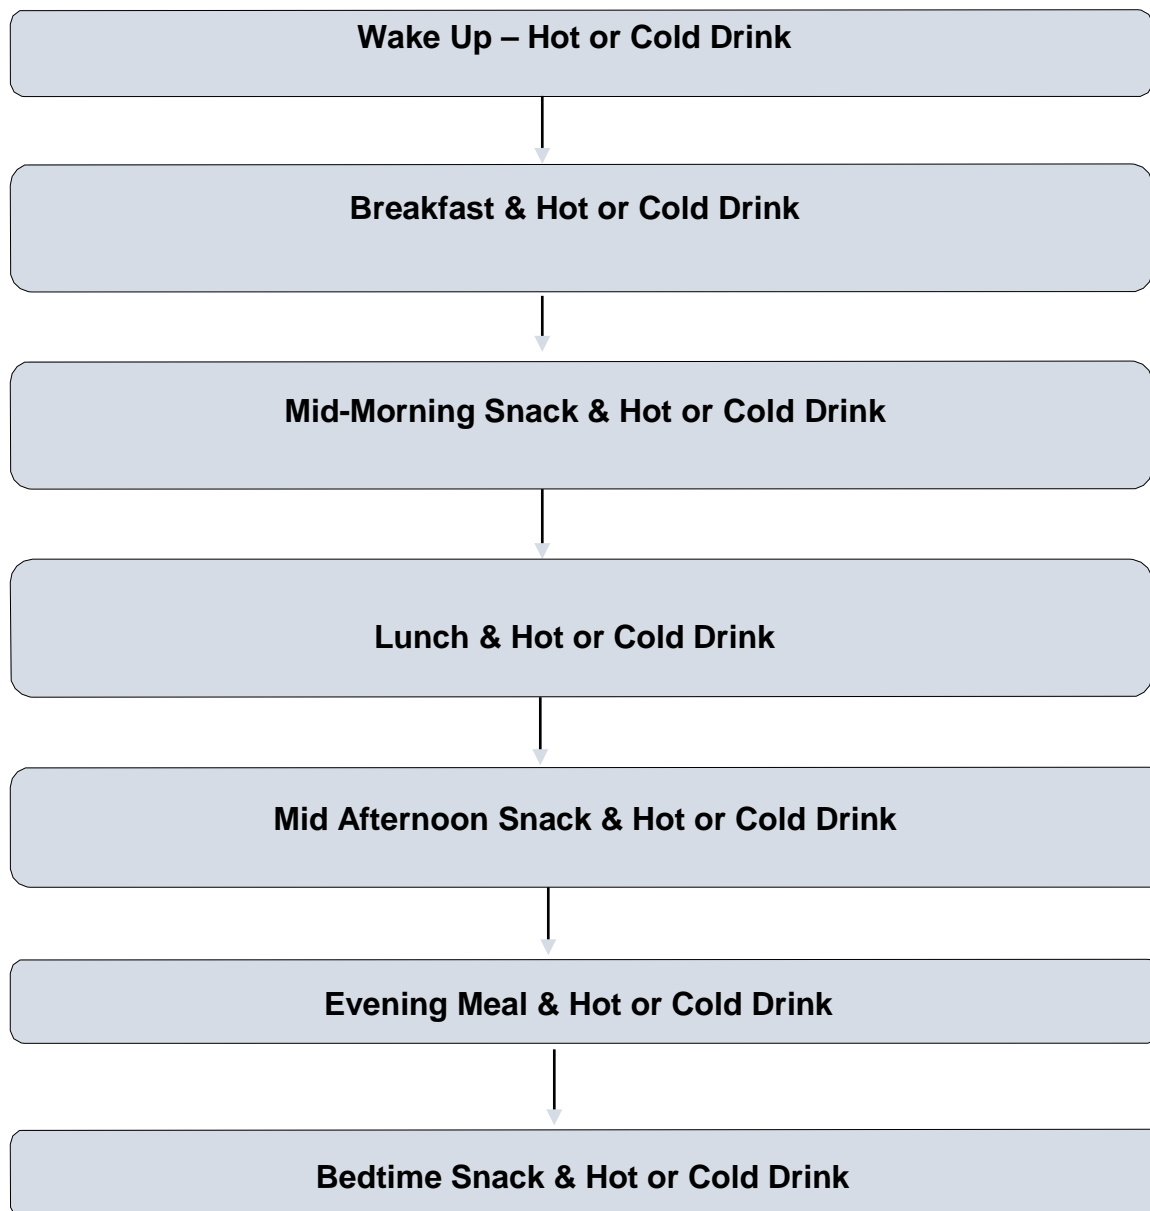 Wake Up – Hot or Cold Drink
Breakfast & Hot or Cold Drink
Mid-Morning Snack & Hot or Cold Drink
Lunch & Hot or Cold Drink
Mid Afternoon Snack & Hot or Cold Drink
Evening Meal & Hot or Cold Drink
Bedtime Snack & Hot or Cold Drink